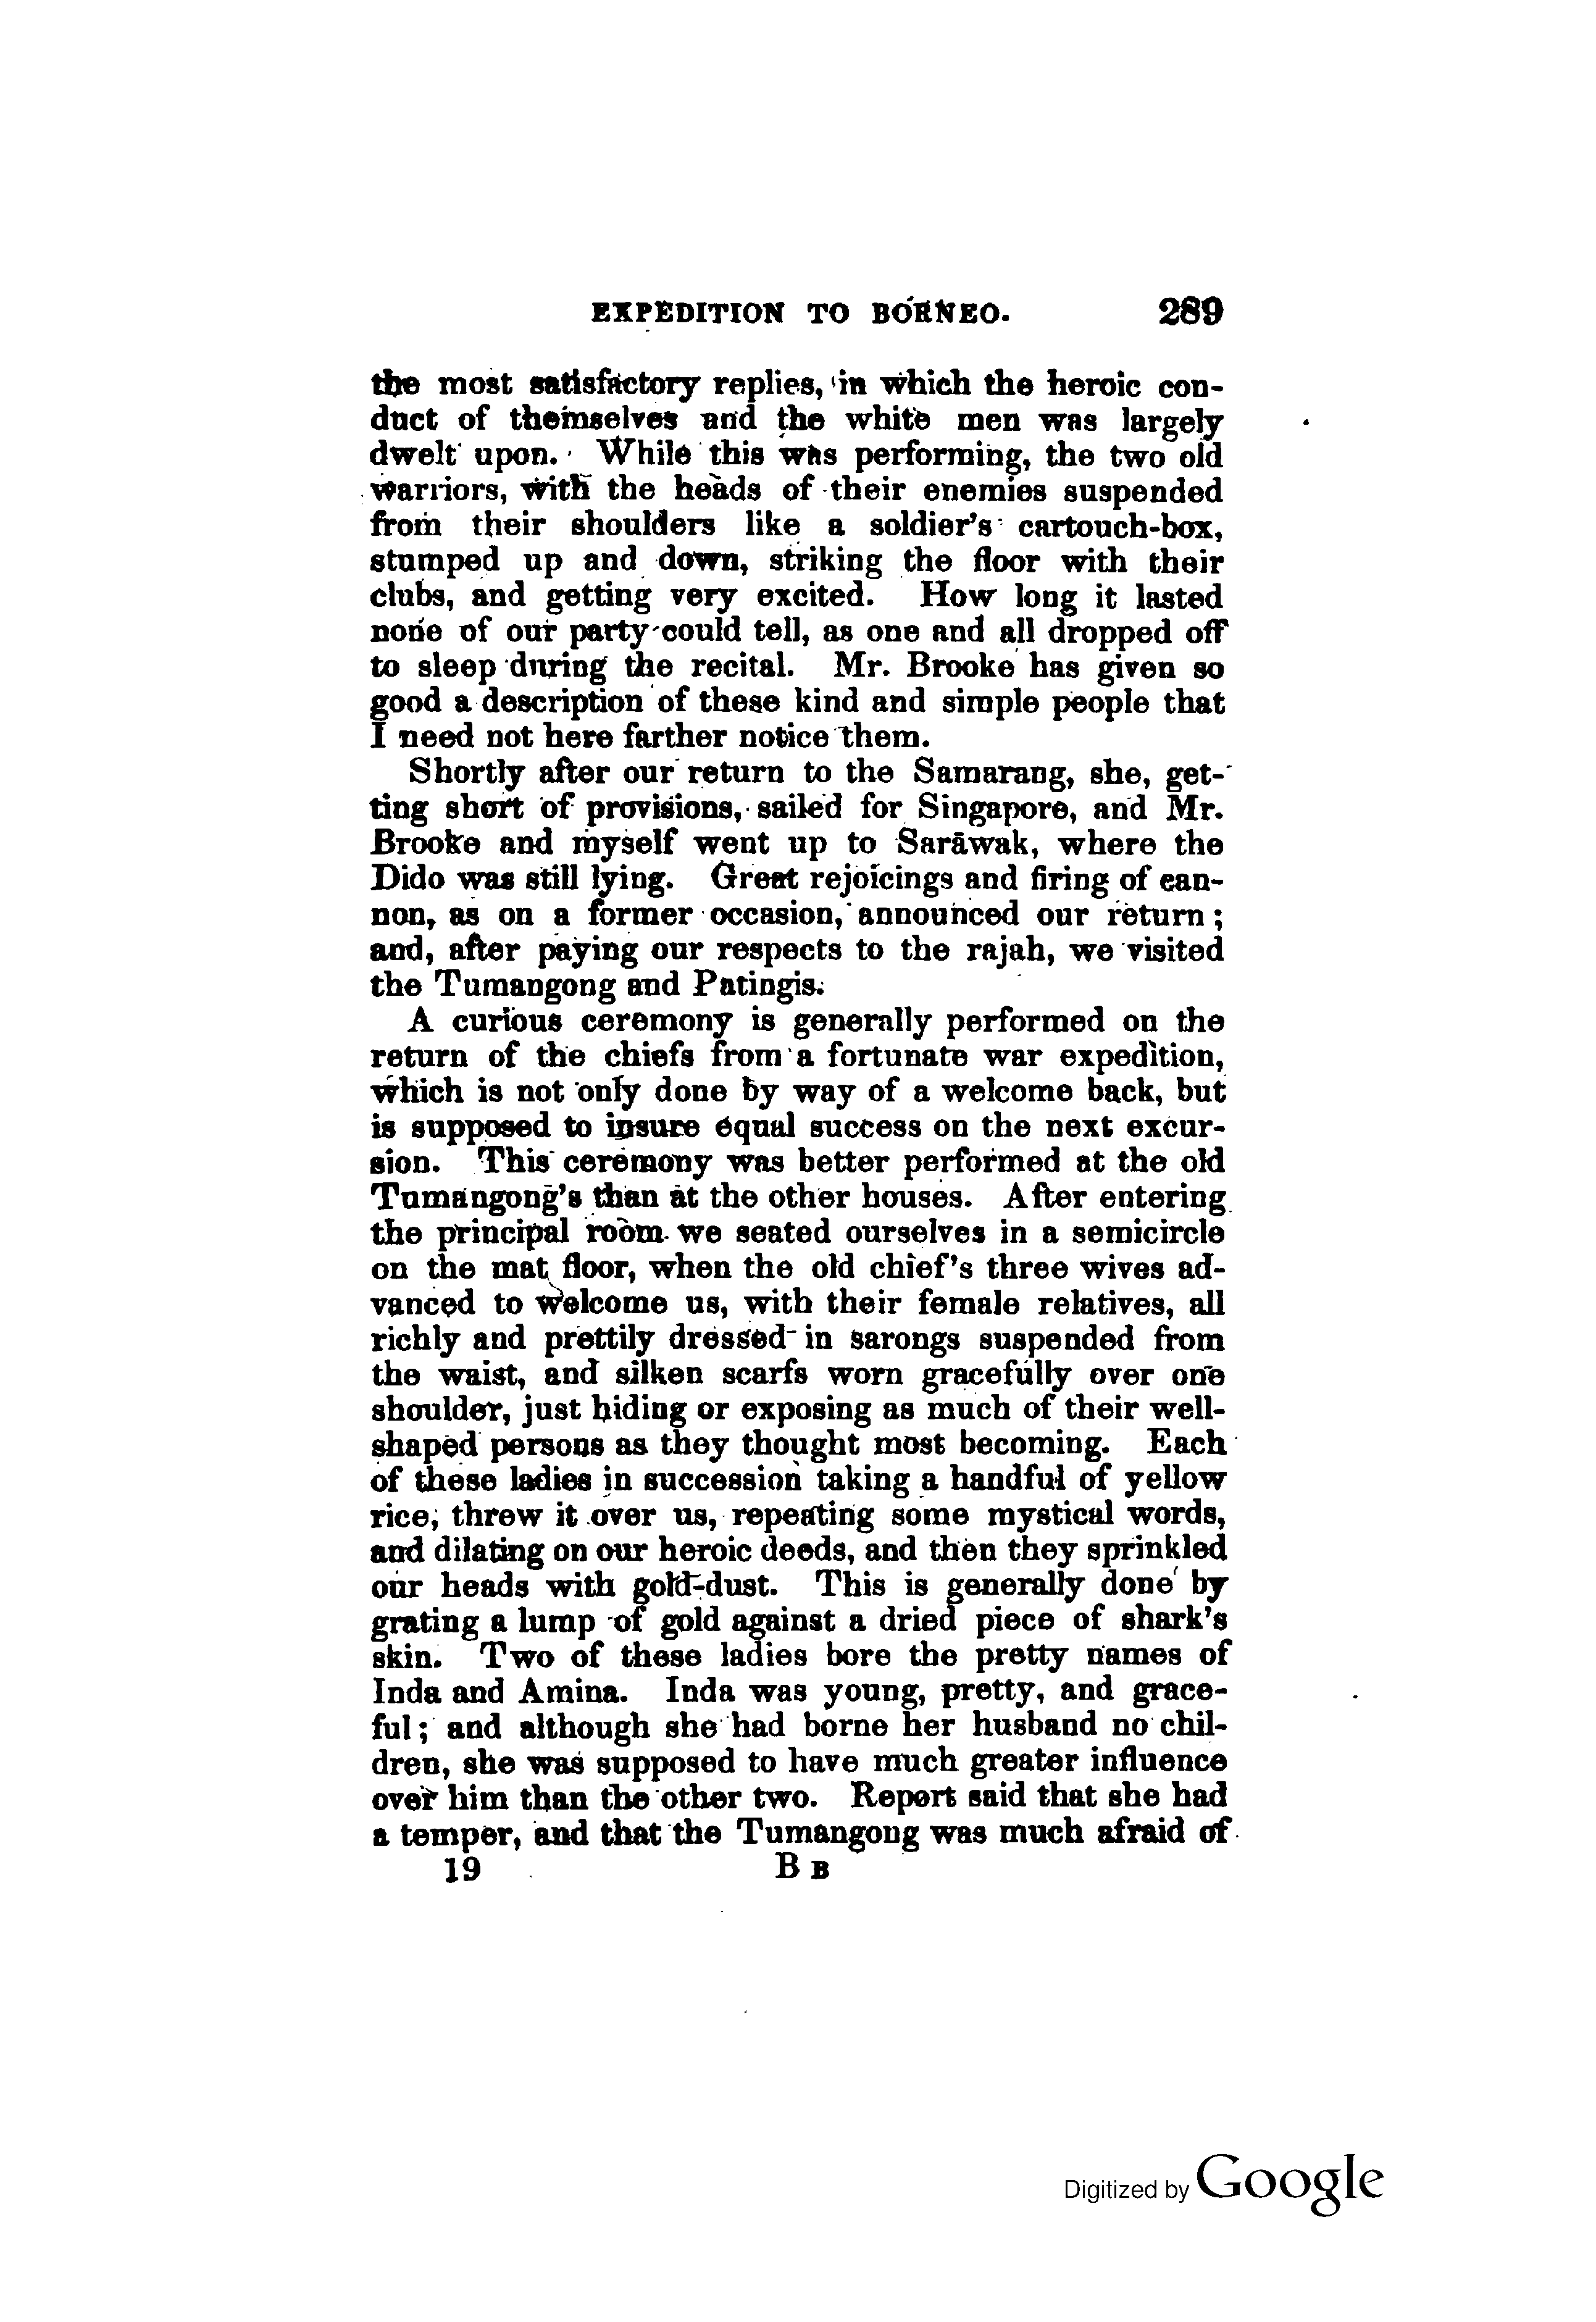 EXPEDITION TO BORNEO. 289
the most satisfactory replies, in which the heroic con-
duct of themselves and the white men was largely
dwelt upon. While this was performing, the two old
warriors, with the heads of their enemies suspended
from their shoulders like a soldier's cartouch-box,
stumped up and down, striking the floor with their
clubs, and getting very excited. How long it lasted
none of our party could tell, as one and all dropped off
to sleep during the recital. Mr. Brooke has given so
good a description of these kind and simple people that
I need not here farther notice them.
Shortly after our return to the Samarang, she, get-
ting short of provisions, sailed for Singapore, and Mr.
Brooke and myself went up to Sarāwak, where the
Dido was still lying. Great rejoicings and firing of can-
non, as on a former occasion, announced our return;
and, after paying our respects to the rajah, we visited
the Tumangong and Patingis.
A curious ceremony is generally performed on the
return of the chiefs from a fortunate war expedition,
which is not only done by way of a welcome back, but
is supposed to insure equal success on the next excur-
sion. This ceremony was better performed at the old
Tumangong's than at the other houses. After entering
the principal room we seated ourselves in a semicircle
on the mat floor, when the old chief's three wives ad-
vanced to welcome us, with their female relatives, all
richly and prettily dressed in sarongs suspended from
the waist, and silken scarfs worn gracefully over one
shoulder, just hiding or exposing as much of their well-
shaped persons as they thought most becoming. Each
of these ladies in succession taking a handful of yellow
rice, threw it over us, repeating some mystical words,
and dilating on our heroic deeds, and then they sprinkled
our heads with gold-dust. This is generally done by
grating a lump of gold against a dried piece of shark's
skin. Two of these ladies bore the pretty names of
Inda and Amina. Inda was young, pretty, and grace-
ful; and although she had borne her husband no chil-
dren, she was supposed to have much greater influence
over him than the other two. Report said that she had
a temper, and that the Tumangong was much afraid of
19 B B
Digitized by Google